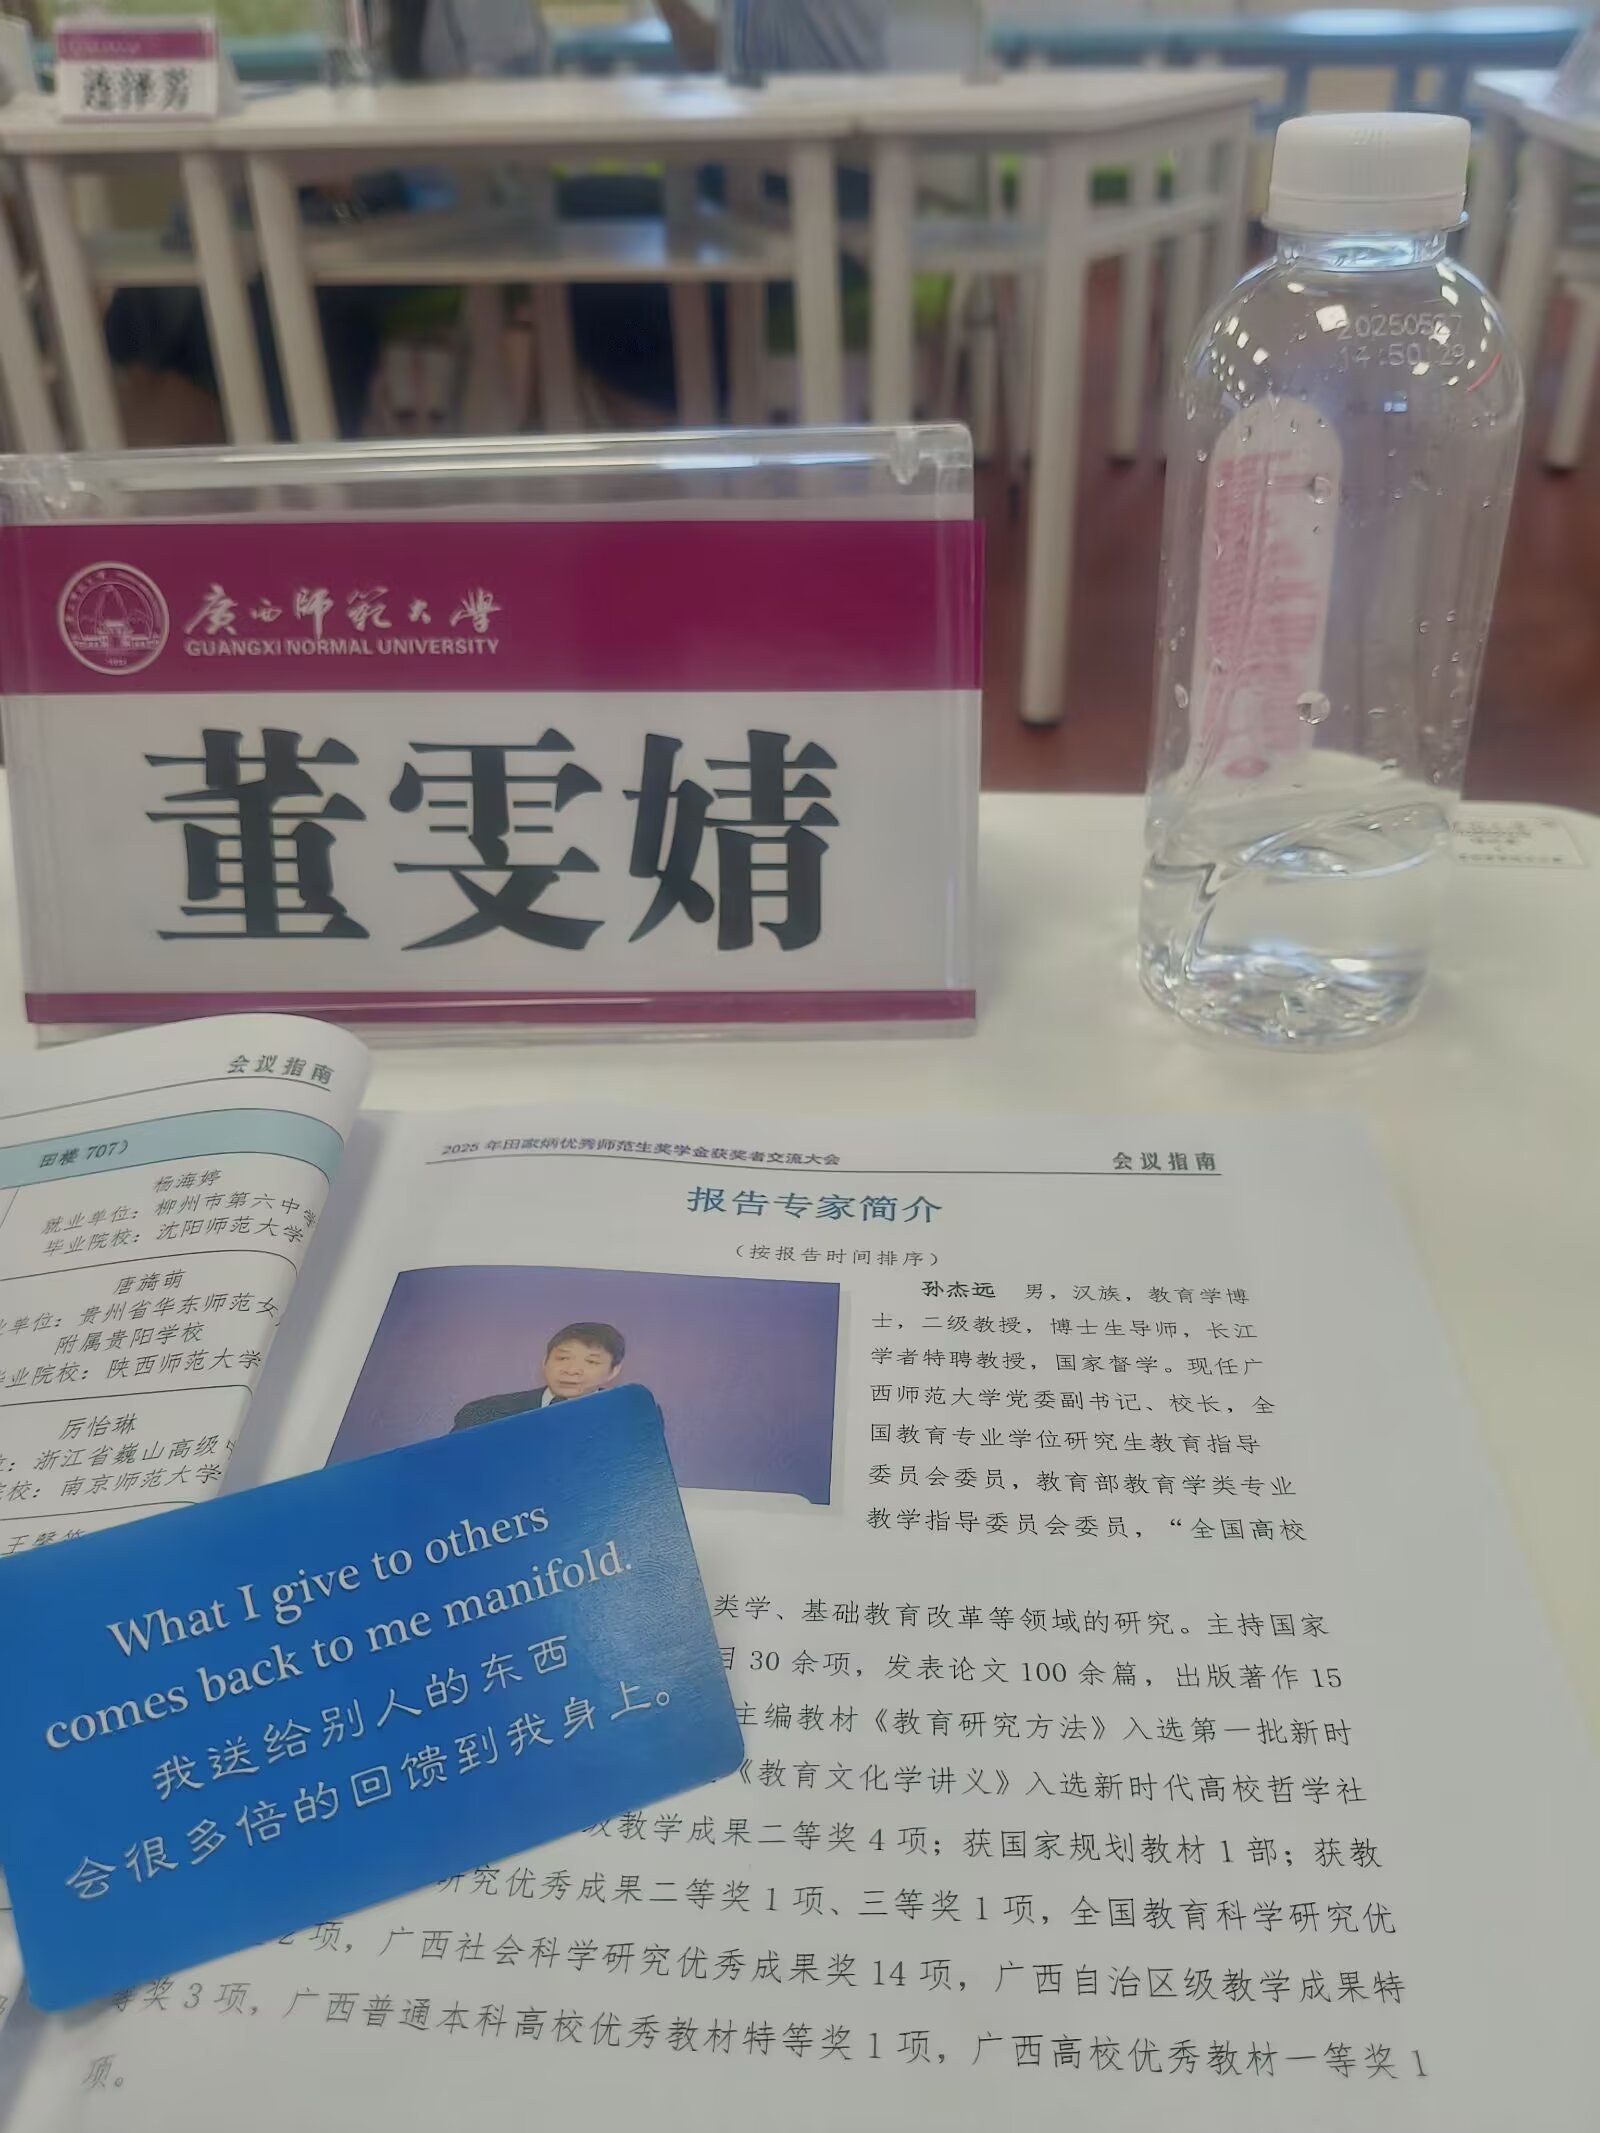 20250527
14:50:29
廣西師範大學
GUANGXI NORMAL UNIVERSITY
董雯婧
会议指南
田楼 707）
杨海婷
就业单位：柳州市第六中学
毕业院校：沈阳师范大学
唐旖萌
业单位：贵州省华东师范女
附属贵阳学校
毕业院校：陕西师范大学
厉怡琳
位：浙江省巍山高级中
院校：南京师范大学
2025 年田家炳优秀师范生奖学金获奖者交流大会
会议指南
报告专家简介
（按报告时间排序）
孙杰远 男，汉族，教育学博
士，二级教授，博士生导师，长江
学者特聘教授，国家督学。现任广
西师范大学党委副书记、校长，全
国教育专业学位研究生教育指导
委员会委员，教育部教育学类专业
教学指导委员会委员，“全国高校
类学、基础教育改革等领域的研究。主持国家
目 30 余项，发表论文 100 余篇，出版著作 15
主编教材《教育研究方法》入选第一批新时
《教育文化学讲义》入选新时代高校哲学社
级教学成果二等奖 4 项；获国家规划教材 1 部；获教
研究优秀成果二等奖 1 项、三等奖 1 项，全国教育科学研究优
2 项，广西社会科学研究优秀成果奖 14 项，广西自治区级教学成果特
等奖 3 项，广西普通本科高校优秀教材特等奖 1 项，广西高校优秀教材一等奖 1
项。
What I give to others
comes back to me manifold.
我送给别人的东西
会很多倍的回馈到我身上。